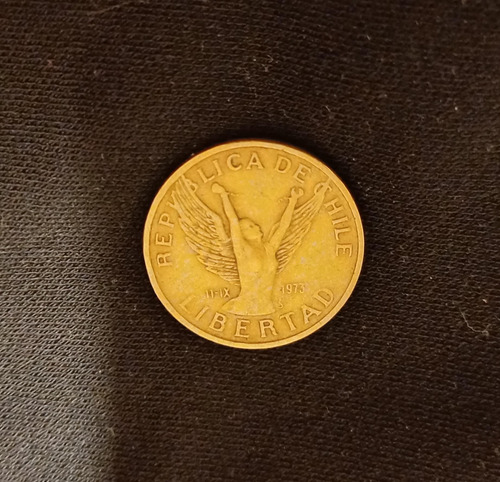 REPUBLICA DE CHILE
11-IX 1973
LIBERTAD